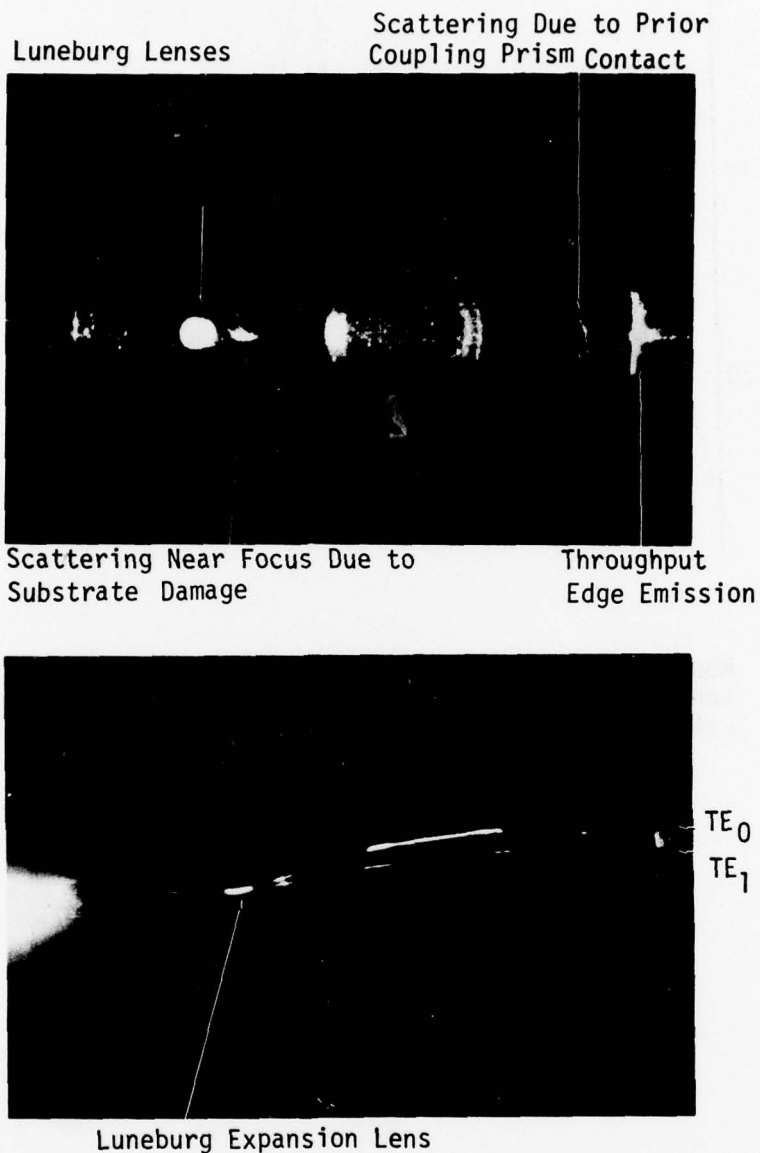 Scattering Due to Prior
Luneburg Lenses
Coupling Prism Contact
Scattering Near Focus Due to
Substrate Damage
Throughput
Edge Emission
TE0
TE1
Luneburg Expansion Lens